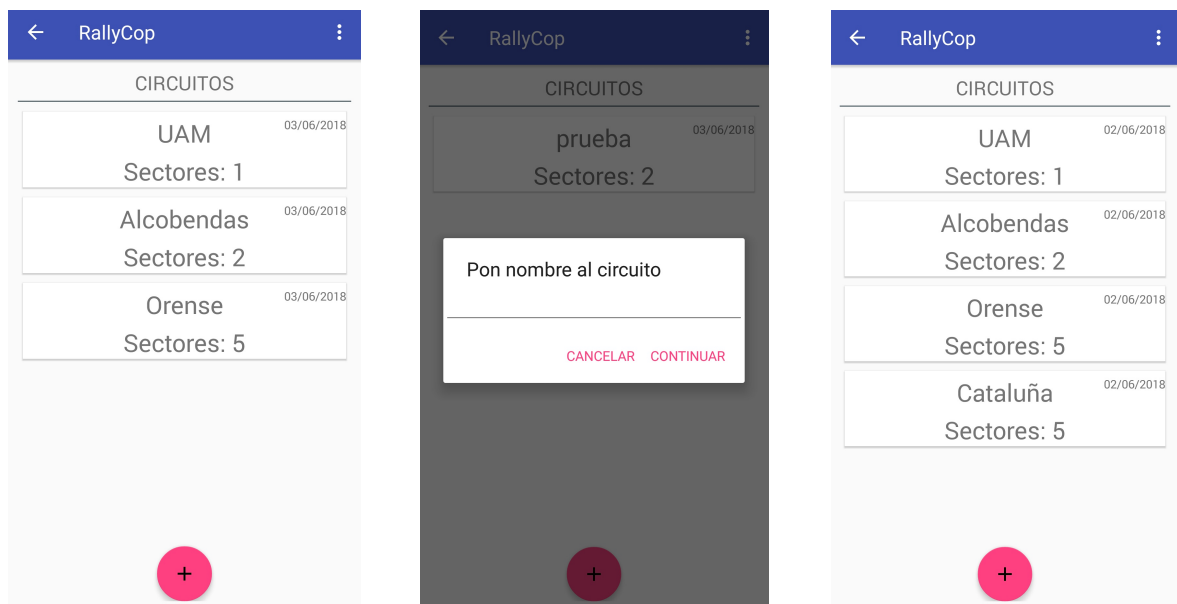 RallyCop
CIRCUITOS
UAM
03/06/2018
Sectores: 1
Alcobendas
03/06/2018
Sectores: 2
Orense
03/06/2018
Sectores: 5
RallyCop
CIRCUITOS
prueba
03/06/2018
Sectores: 2
Pon nombre al circuito
CANCELAR CONTINUAR
RallyCop
CIRCUITOS
UAM
02/06/2018
Sectores: 1
Alcobendas
02/06/2018
Sectores: 2
Orense
02/06/2018
Sectores: 5
Cataluña
02/06/2018
Sectores: 5